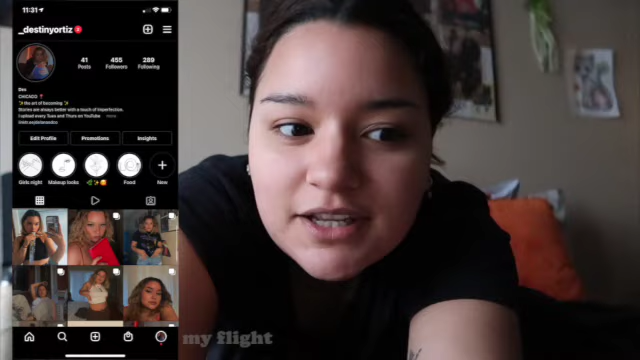 11:31
_destinyortiz
41
455
289
Posts
Followers
Following
Des
CHICAGO
the art of becoming
Stories are always better with a touch of imperfection.
I upload every Tues and Thurs on YouTube
more
Edit Profile
Promotions
Insights
Girls night
Makeup looks
Food
New
my flight